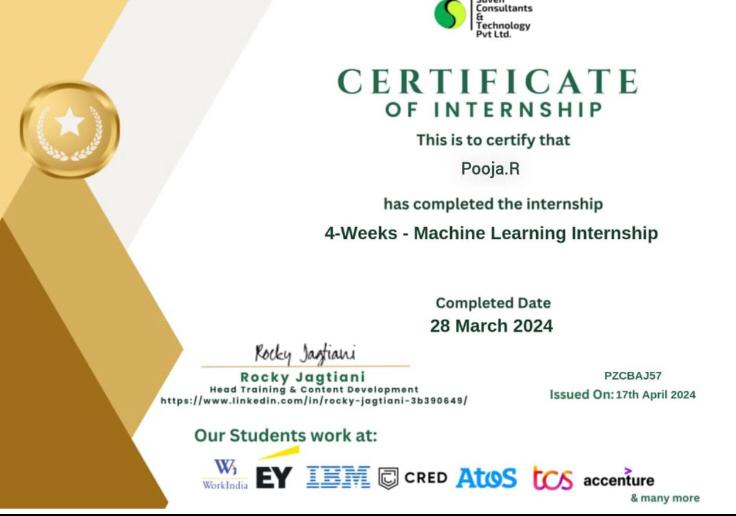 Suven
Consultants
&
Technology
Pvt Ltd.
CERTIFICATE
OF INTERNSHIP
This is to certify that
Pooja.R
has completed the internship
4-Weeks - Machine Learning Internship
Completed Date
28 March 2024
Rocky Jagtiani
Rocky Jagtiani
Head Training & Content Development
https://www.linkedin.com/in/rocky-jagtiani-3b390649/
PZCBAJ57
Issued On: 17th April 2024
Our Students work at:
W
WorkIndia
EY
IBM
CRED
Atos
tcs
accenture
& many more